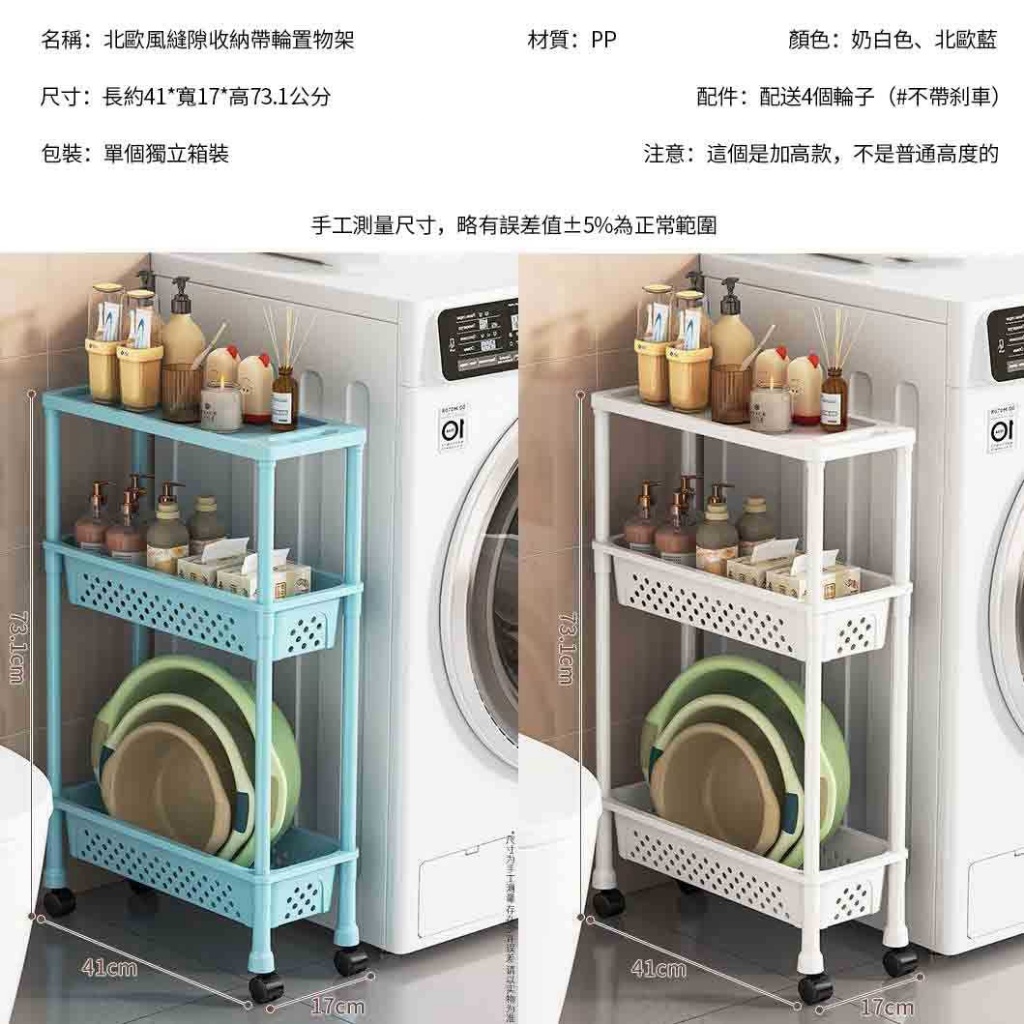 名稱：北歐風縫隙收納帶輪置物架
材質：PP
顏色：奶白色、北歐藍
尺寸：長約41*寬17*高73.1公分
配件：配送4個輪子（#不帶剎車）
包裝：單個獨立箱裝
注意：這個是加高款，不是普通高度的
手工測量尺寸，略有誤差值±5%為正常範圍
73.1cm
41cm
17cm
73.1cm
41cm
17cm